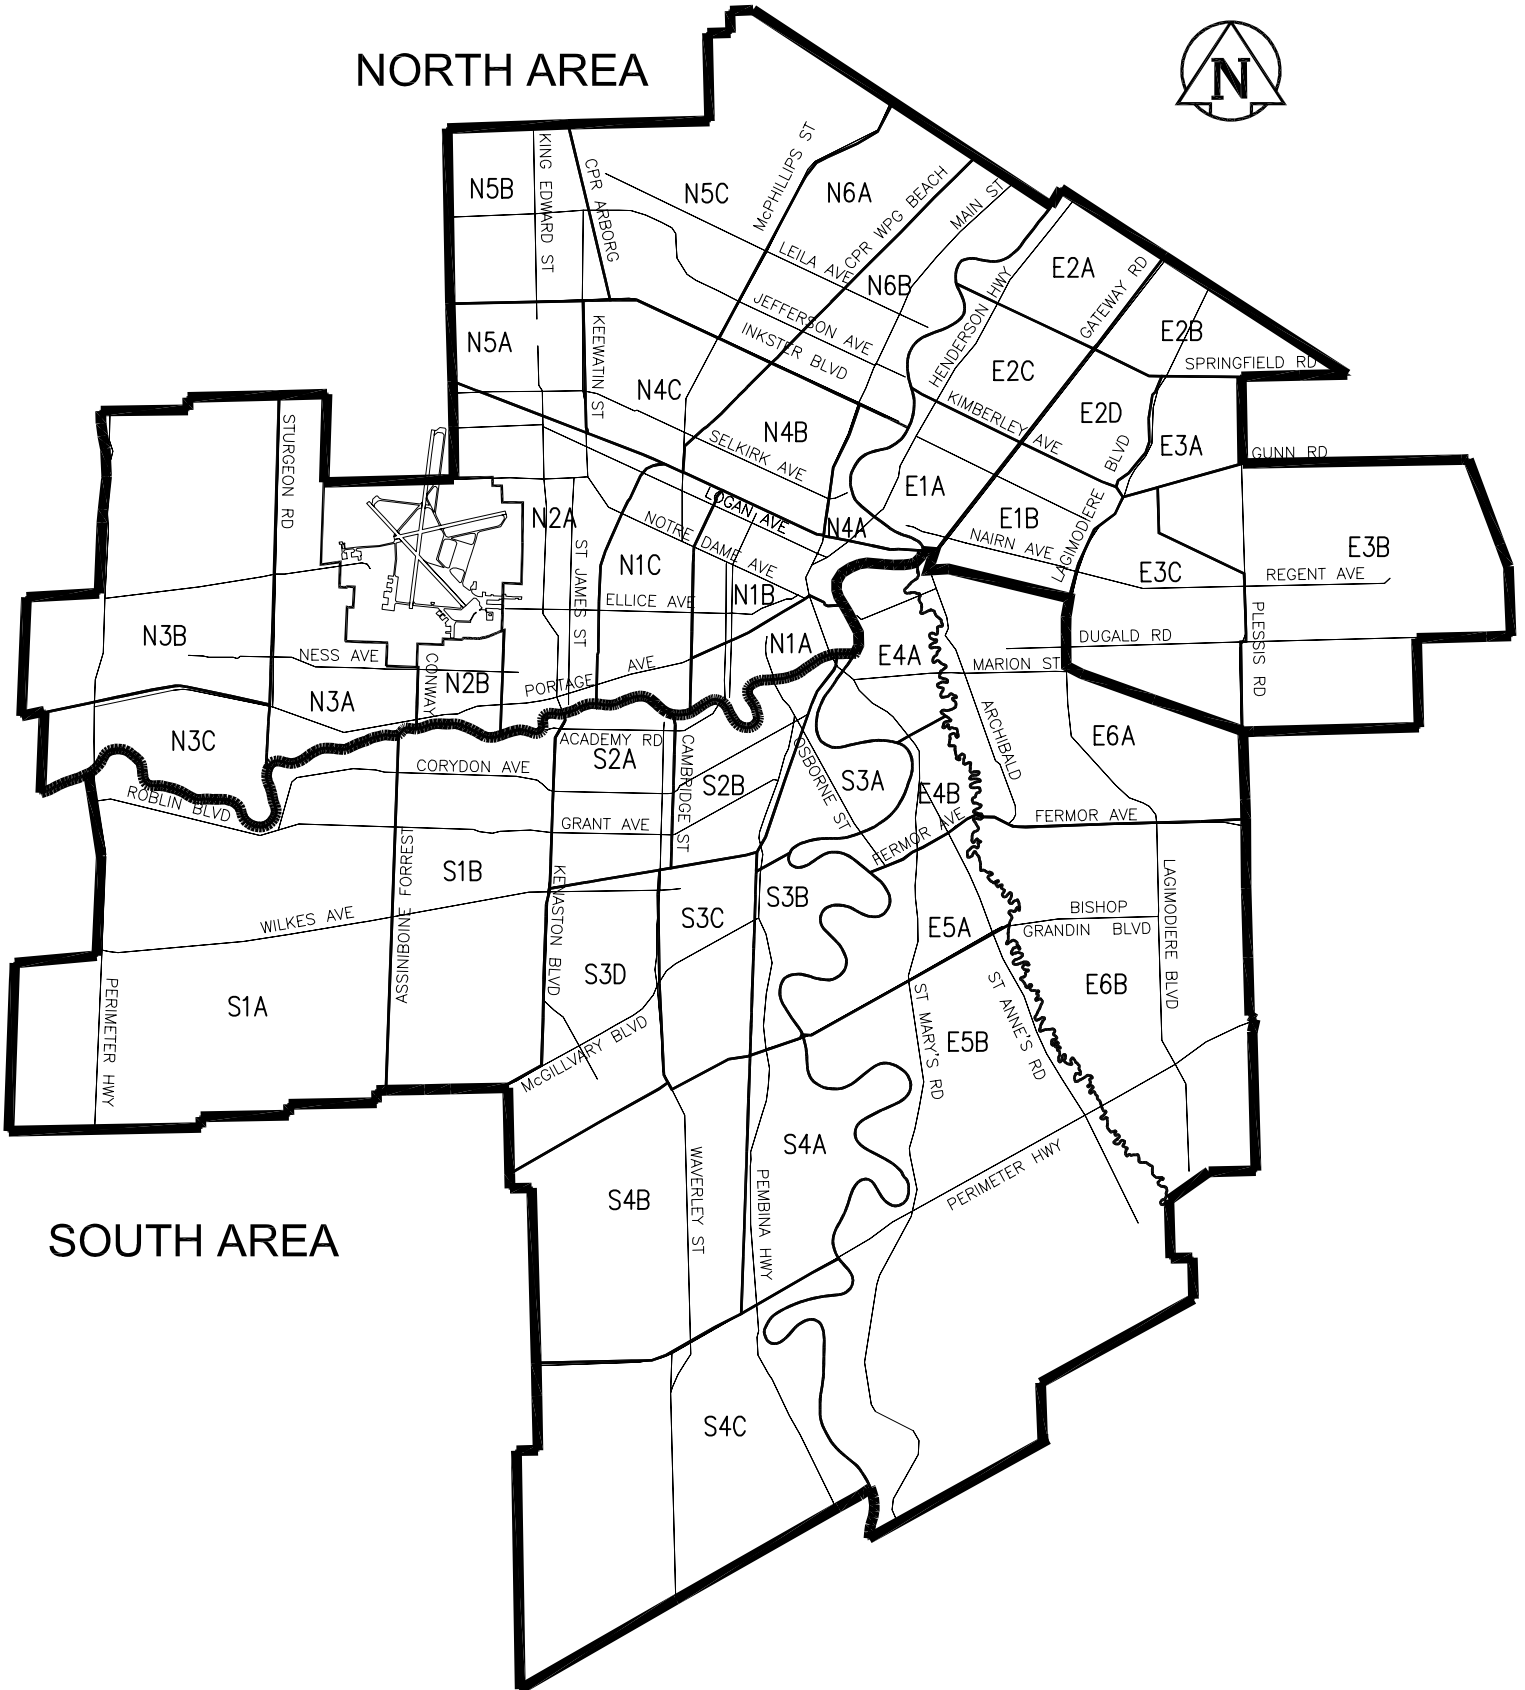 NORTH AREA
N
N5B
KING EDWARD ST
CPR ARBORG
N5C
McPHILLIPS ST
N6A
CPR WPG BEACH
MAIN ST
LEILA AVE
N6B
HENDERSON HWY
E2A
GATEWAY RD
E2B
SPRINGFIELD RD
JEFFERSON AVE
INKSTER BLVD
N5A
KEEWATIN ST
N4C
E2C
KIMBERLEY AVE
E2D
BLVD
LAGIMODIERE
E3A
GUNN RD
STURGEON RD
N4B
SELKIRK AVE
E1A
E1B
NAIRN AVE
LOGAN AVE
NOTRE DAME AVE
N4A
N2A
ST JAMES ST
N1C
E3C
E3B
REGENT AVE
ELLICE AVE
N1B
PLESSIS RD
N3B
NESS AVE
CONWAY
N2B
PORTAGE AVE
N1A
E4A
MARION ST
DUGALD RD
N3A
N3C
ARCHIBALD
E6A
ACADEMY RD
CORYDON AVE
S2A
CAMBRIDGE ST
S2B
OSBORNE ST
S3A
E4B
ROBLIN BLVD
GRANT AVE
FERMOR AVE
FERMOR AVE
ASSINIBOINE FORREST
S1B
KENASTON BLVD
LAGIMODIERE BLVD
WILKES AVE
S3C
S3B
E5A
BISHOP
GRANDIN BLVD
S3D
ST MARY'S RD
ST ANNE'S RD
E6B
PERIMETER HWY
S1A
McGILLVARY BLVD
E5B
WAVERLEY ST
PEMBINA HWY
S4A
PERIMETER HWY
S4B
SOUTH AREA
S4C